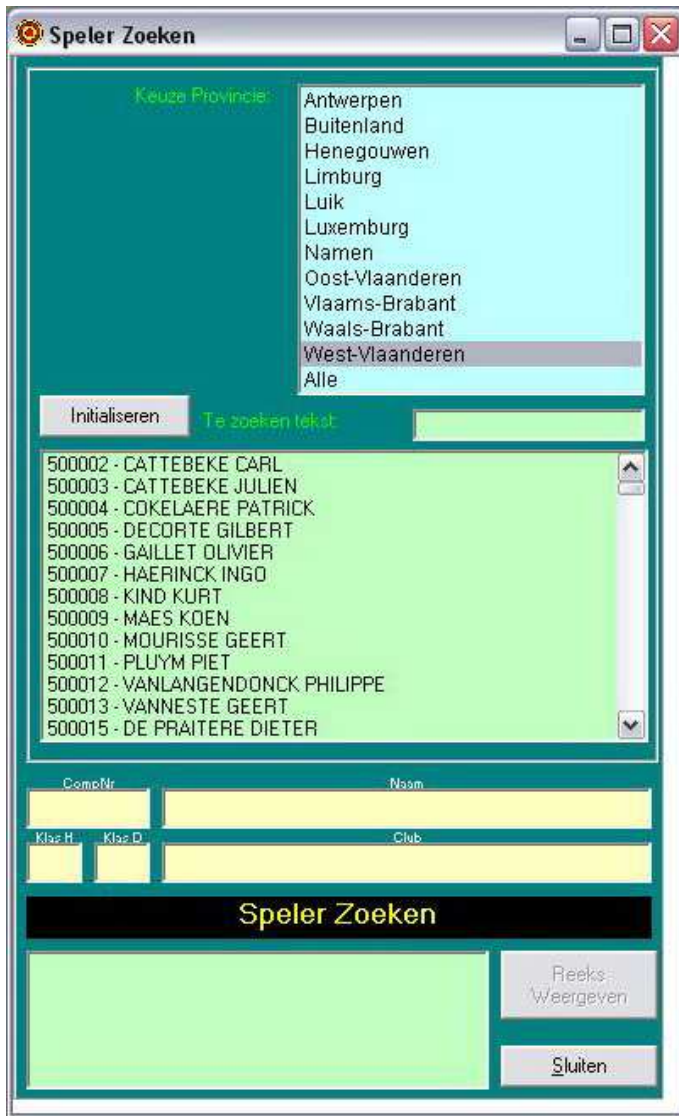 Speler Zoeken
Keuze Provincie:
Antwerpen
Buitenland
Henegouwen
Limburg
Luik
Luxemburg
Namen
Oost-Vlaanderen
Vlaams-Brabant
Waals-Brabant
West-Vlaanderen
Alle
Initialiseren
Te zoeken tekst:
500002 - CATTEBEKE CARL
500003 - CATTEBEKE JULIEN
500004 - COKELAERE PATRICK
500005 - DECORTE GILBERT
500006 - GAILLET OLIVIER
500007 - HAERINCK INGO
500008 - KIND KURT
500009 - MAES KOEN
500010 - MOURISSE GEERT
500011 - PLUYM PIET
500012 - VANLANGENDONCK PHILIPPE
500013 - VANNESTE GEERT
500015 - DE PRAITERE DIETER
CompNr
Naam
Klas H
Klas D
Club
Speler Zoeken
Reeks
Weergeven
Sluiten